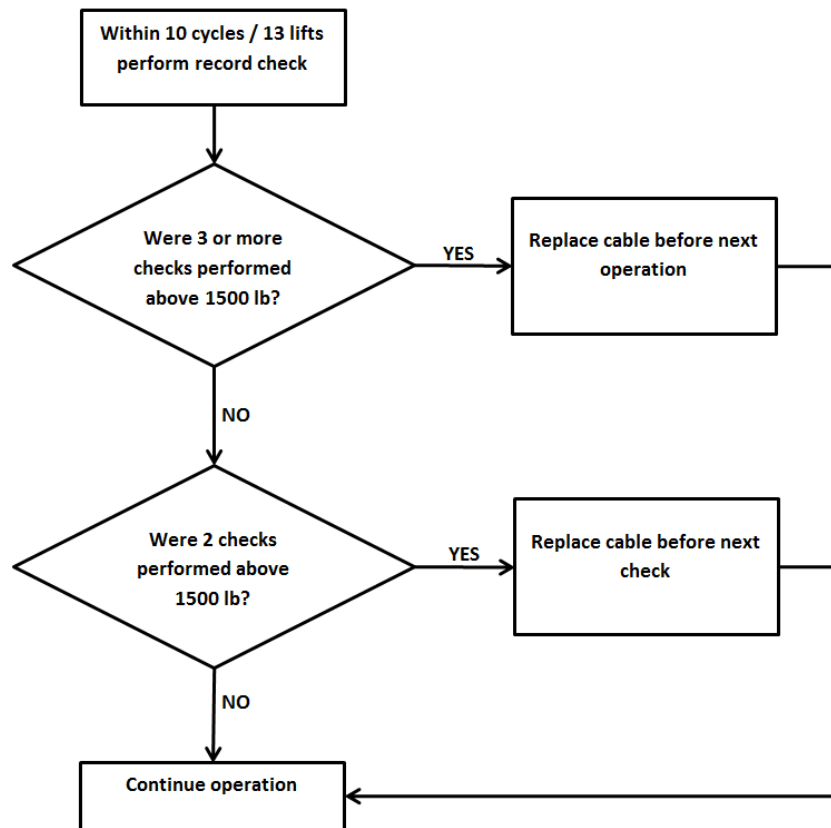 Within 10 cycles / 13 lifts
perform record check
Were 3 or more
checks performed
above 1500 lb?
YES
Replace cable before next
operation
NO
Were 2 checks
performed above
1500 lb?
YES
Replace cable before next
check
NO
Continue operation